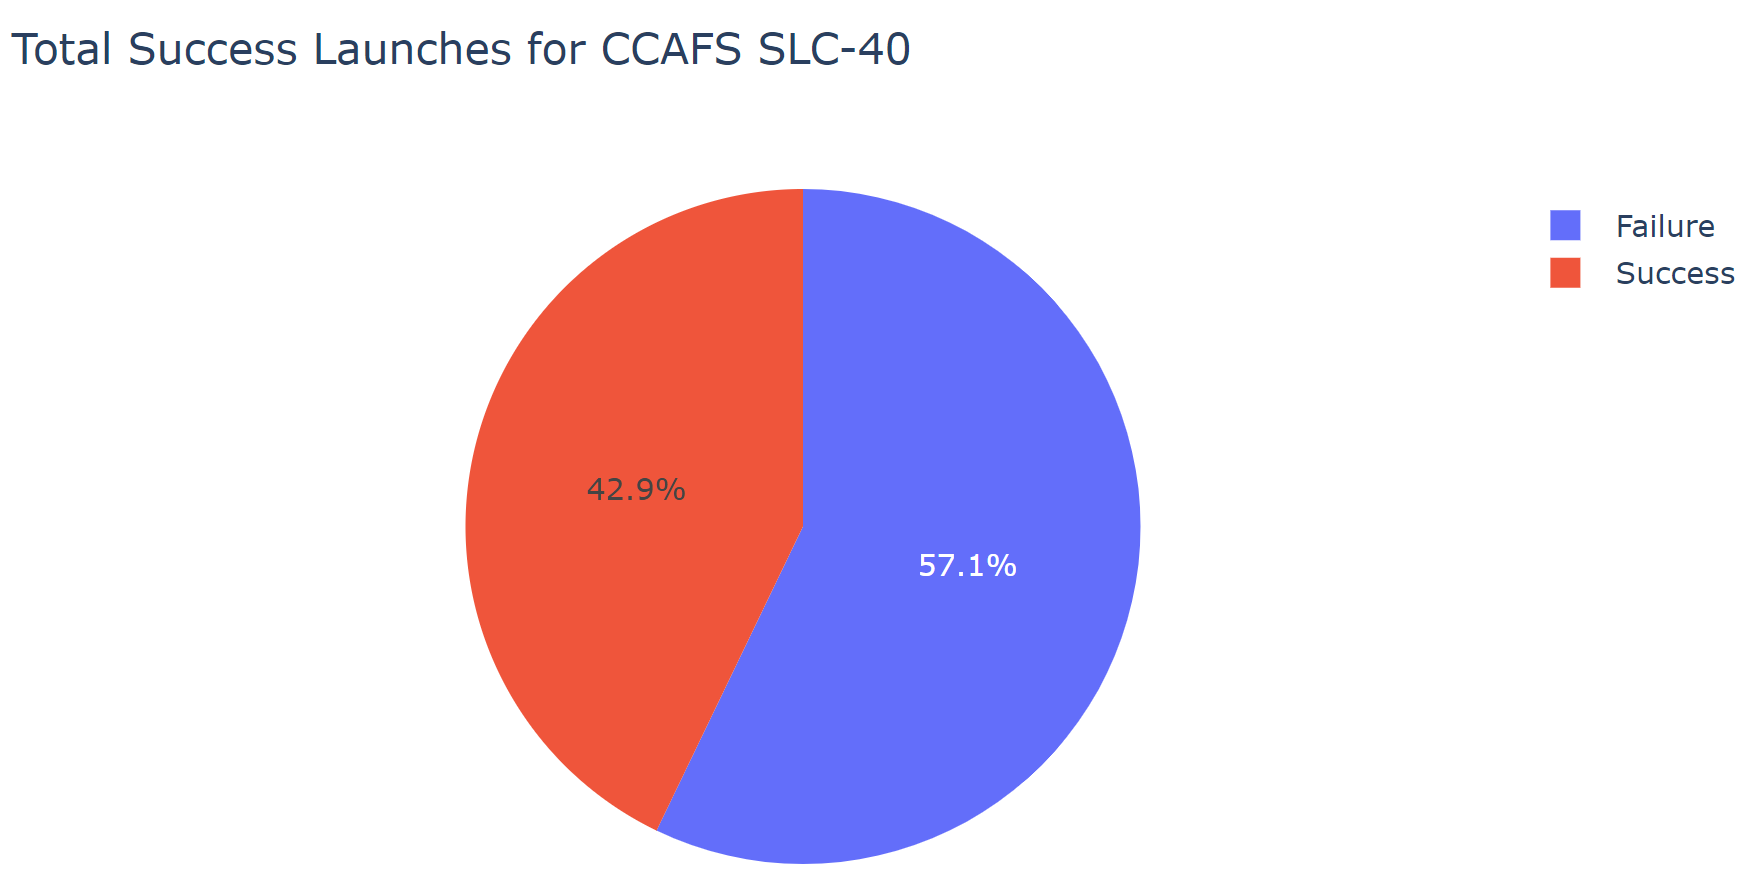 Total Success Launches for CCAFS SLC-40
Failure
Success
42.9%
57.1%